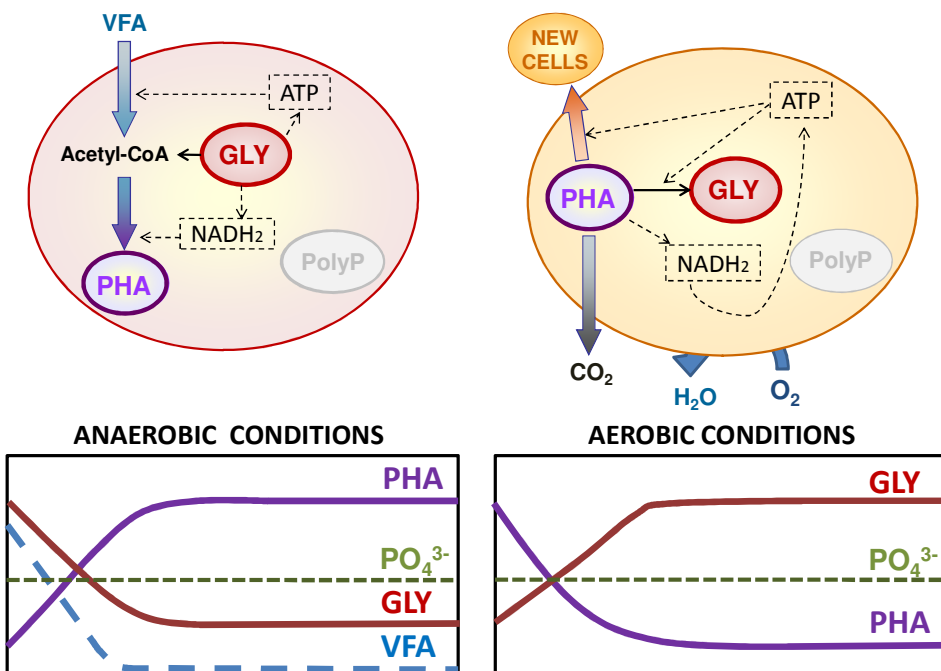 VFA
ATP
Acetyl-CoA
GLY
NADH₂
PolyP
PHA
NEW
CELLS
ATP
PHA
GLY
NADH₂
PolyP
CO₂
H₂O
O₂
ANAEROBIC CONDITIONS
PHA
PO₄³⁻
GLY
VFA
AEROBIC CONDITIONS
GLY
PO₄³⁻
PHA